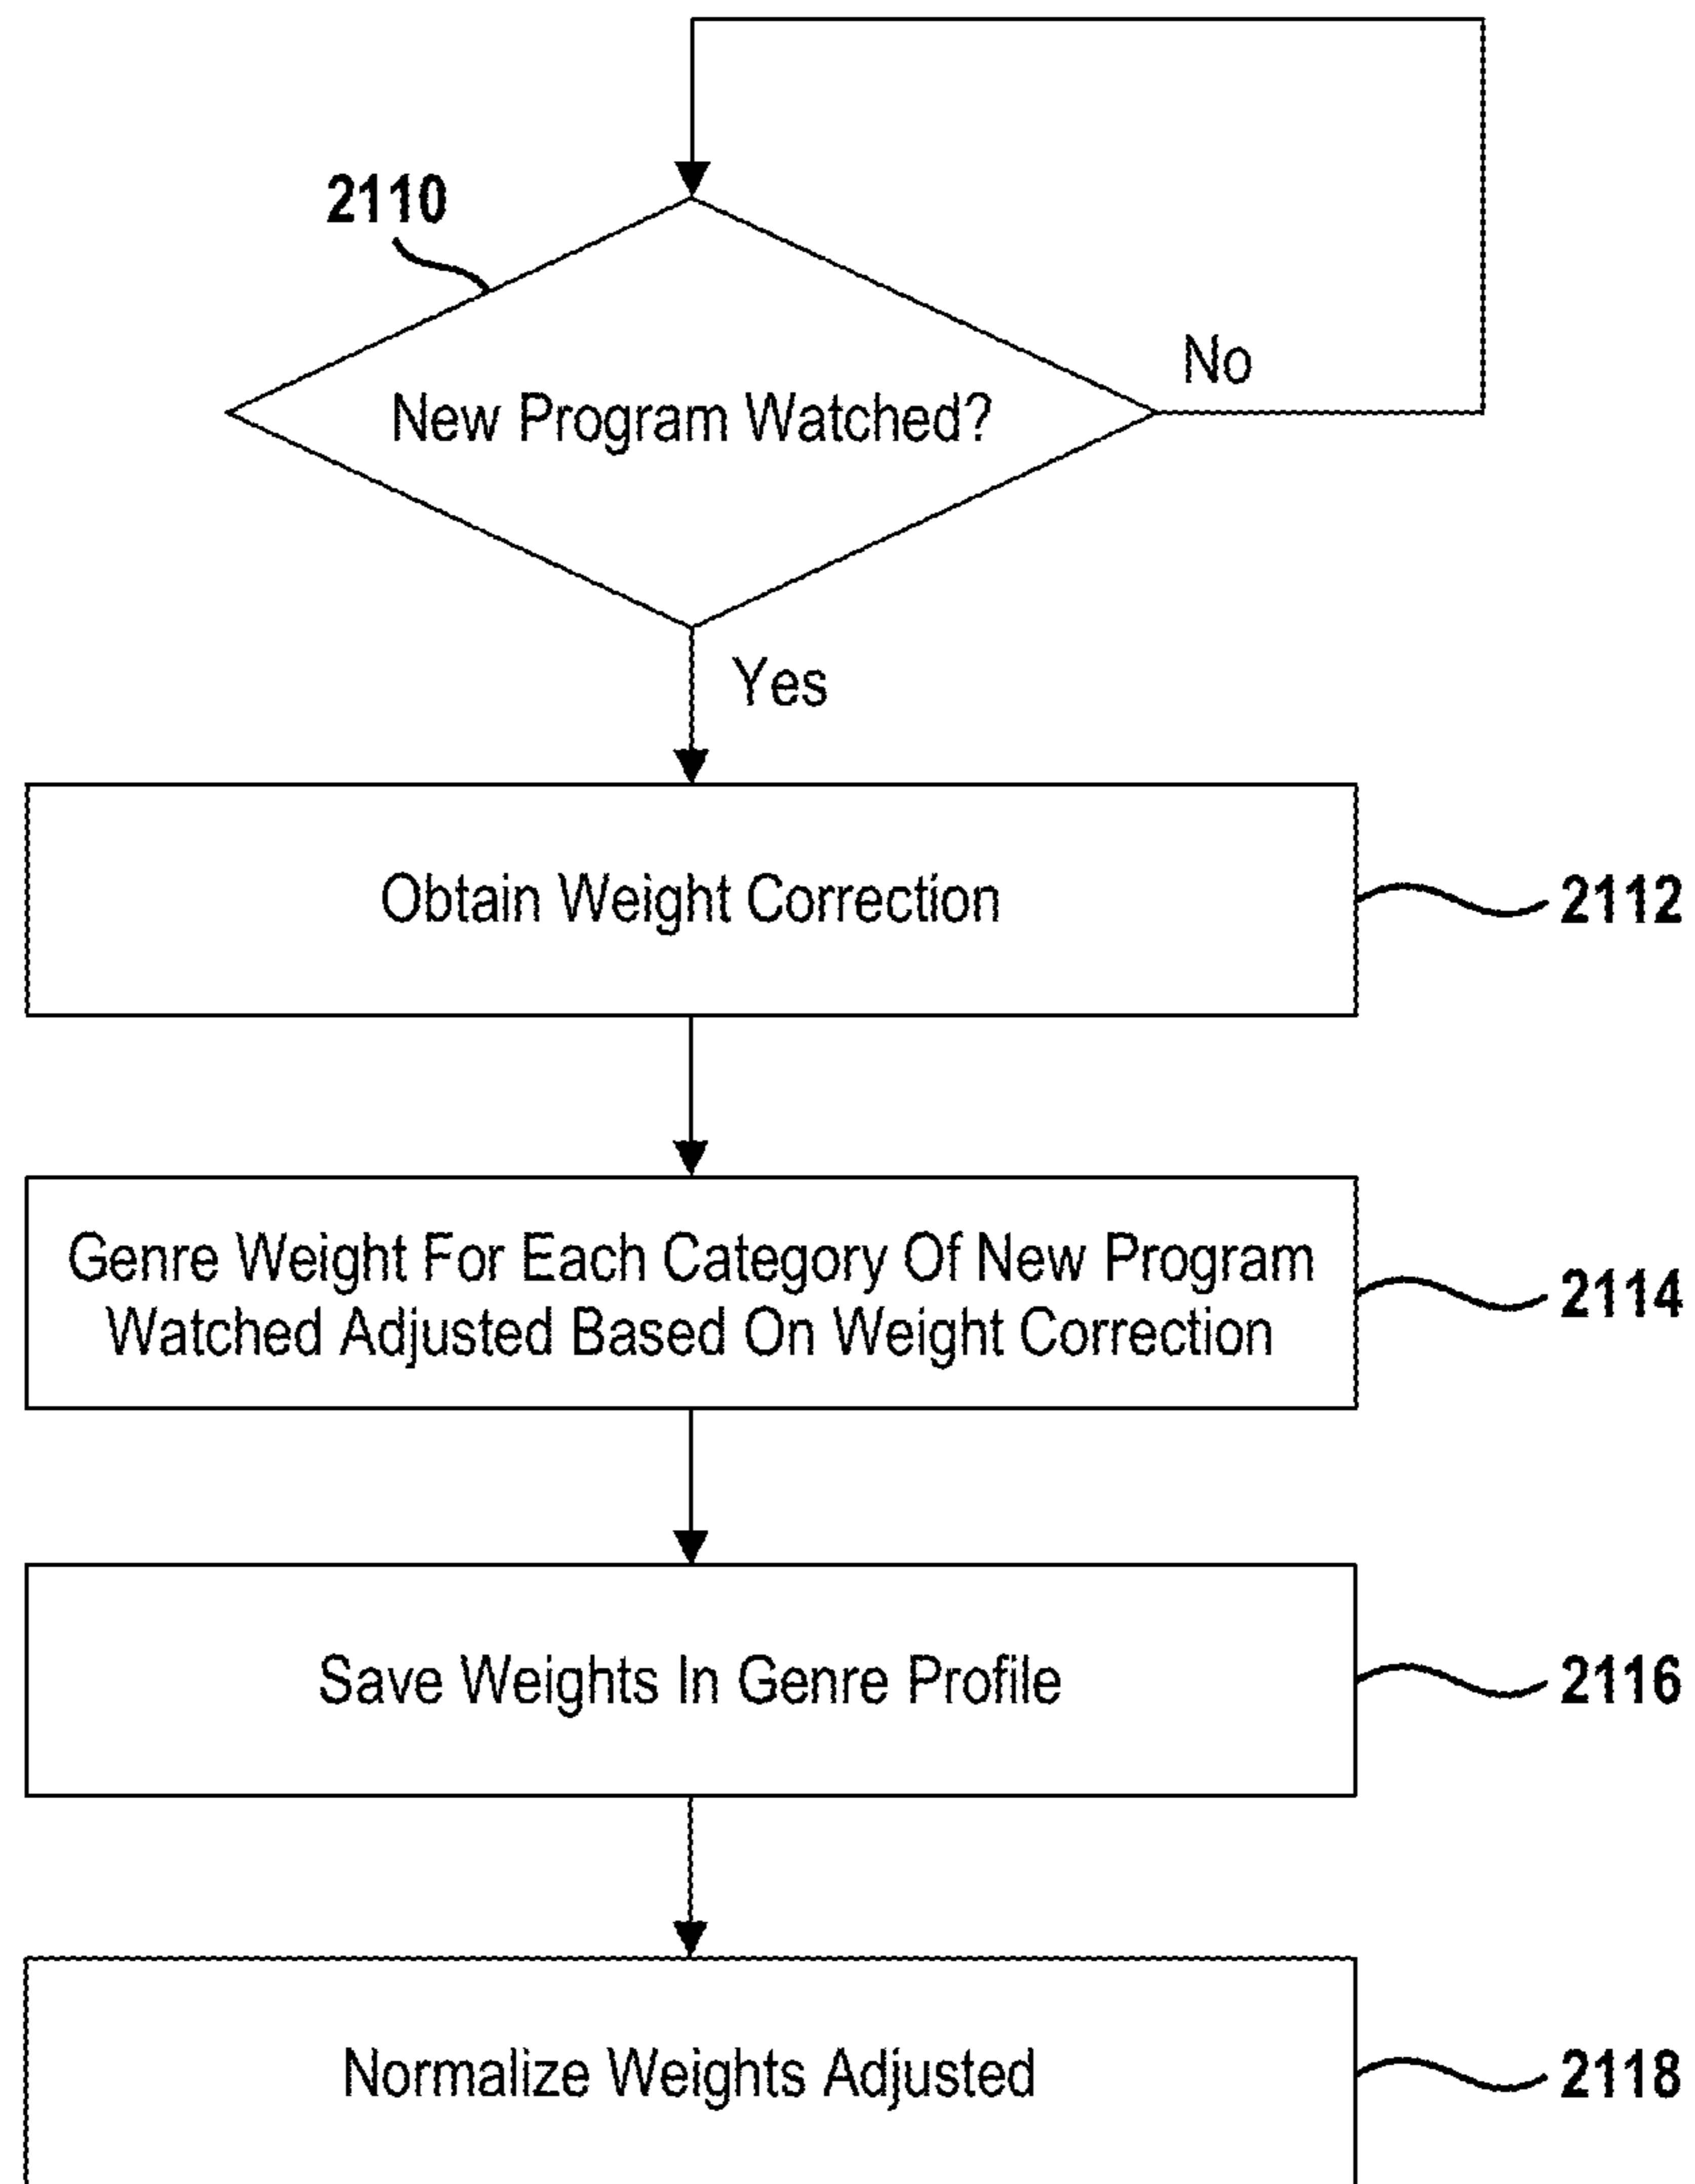 2110
New Program Watched?
No
Yes
Obtain Weight Correction
2112
Genre Weight For Each Category Of New Program
Watched Adjusted Based On Weight Correction
2114
Save Weights In Genre Profile
2116
Normalize Weights Adjusted
2118